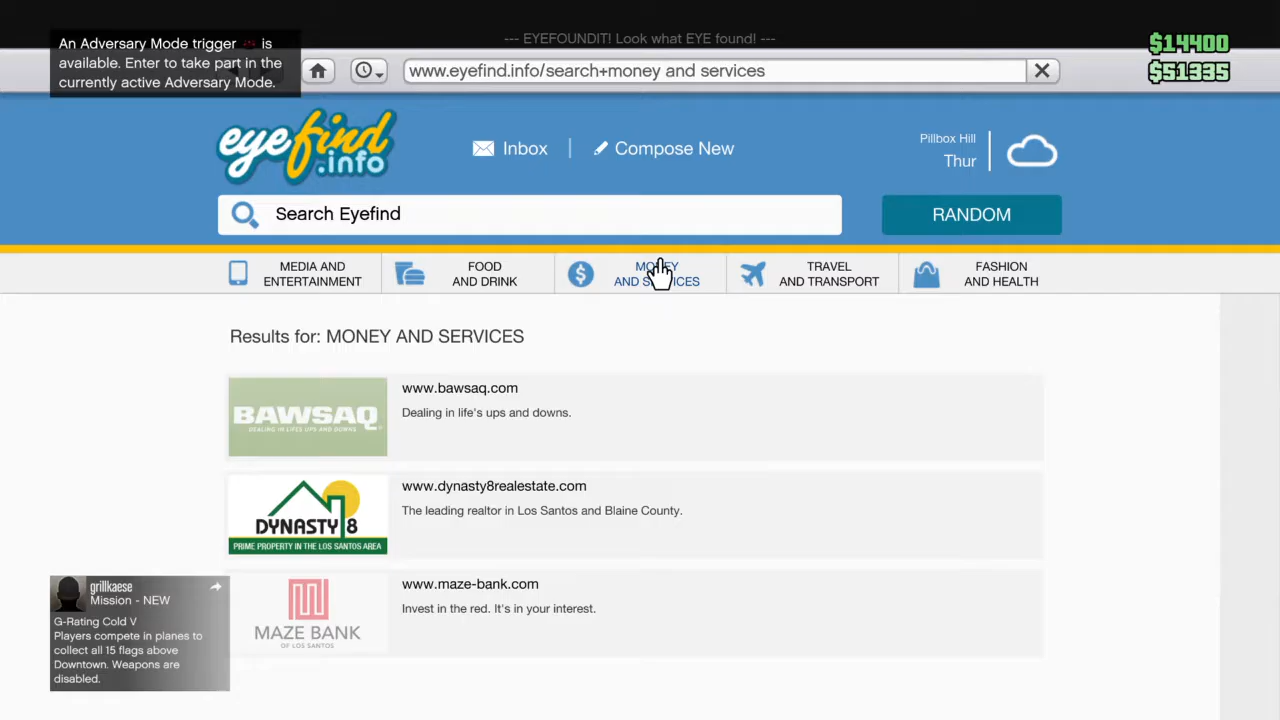 An Adversary Mode trigger is
available. Enter to take part in the
currently active Adversary Mode.
--- EYEFOUNDIT! Look what EYE found! ---
$14400
$51335
www.eyefind.info/search+money and services
eyefind
.info
Inbox
Compose New
Pillbox Hill
Thur
Search Eyefind
RANDOM
MEDIA AND
ENTERTAINMENT
FOOD
AND DRINK
MONEY
AND SERVICES
TRAVEL
AND TRANSPORT
FASHION
AND HEALTH
Results for: MONEY AND SERVICES
BAWSAQ
DEALING IN LIFE'S UPS AND DOWNS
www.bawsaq.com
Dealing in life's ups and downs.
DYNASTY 8
PRIME PROPERTY IN THE LOS SANTOS AREA
www.dynasty8realestate.com
The leading realtor in Los Santos and Blaine County.
MAZE BANK
OF LOS SANTOS
www.maze-bank.com
Invest in the red. It's in your interest.
grillkaese
Mission - NEW
G-Rating Cold V
Players compete in planes to
collect all 15 flags above
Downtown. Weapons are
disabled.